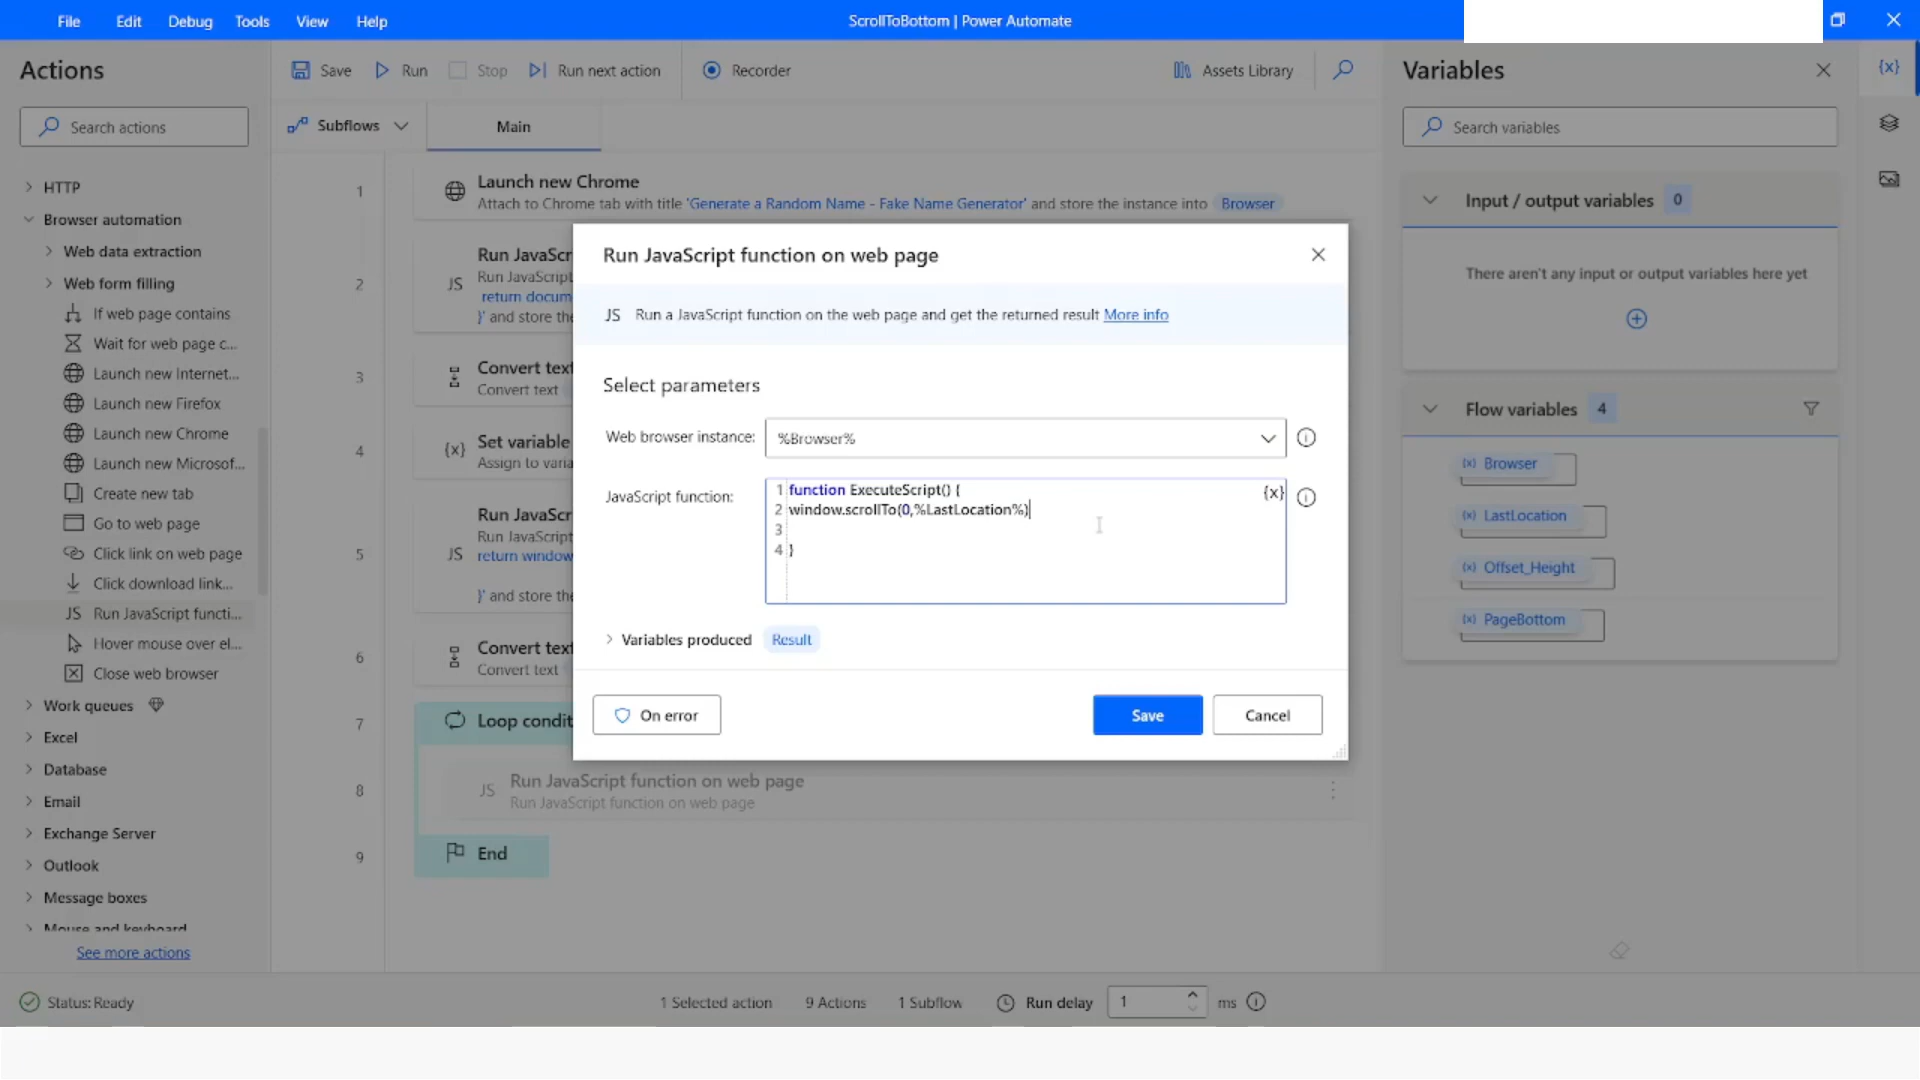 File Edit Debug Tools View Help
ScrollToBottom | Power Automate
Actions
Search actions
HTTP
Browser automation
Web data extraction
Web form filling
If web page contains
Wait for web page c...
Launch new Internet...
Launch new Firefox
Launch new Chrome
Launch new Microsof...
Create new tab
Go to web page
Click link on web page
Click download link...
JS Run JavaScript functi...
Hover mouse over el...
Close web browser
Work queues
Excel
Database
Email
Exchange Server
Outlook
Message boxes
Mouse and keyboard
See more actions
Save Run Stop Run next action Recorder Assets Library
Subflows Main
1 Launch new Chrome
Attach to Chrome tab with title 'Generate a Random Name - Fake Name Generator' and store the instance into Browser
2 JS Run JavaScr
Run JavaScript
return docum
}' and store the
3 Convert text
Convert text
4 {x} Set variable
Assign to varia
5 JS Run JavaScr
Run JavaScript
return window
}' and store the
6 Convert text
Convert text
7 Loop condit
8 JS Run JavaScript function on web page
Run JavaScript function on web page
9 End
Run JavaScript function on web page
JS Run a JavaScript function on the web page and get the returned result More info
Select parameters
Web browser instance: %Browser%
JavaScript function:
1 function ExecuteScript() {
2 window.scrollTo(0,%LastLocation%)
3
4 }
{x}
Variables produced Result
On error Save Cancel
Variables
{x}
Search variables
Input / output variables 0
There aren't any input or output variables here yet
Flow variables 4
(x) Browser
(x) LastLocation
(x) Offset_Height
(x) PageBottom
Status: Ready 1 Selected action 9 Actions 1 Subflow Run delay 1 ms